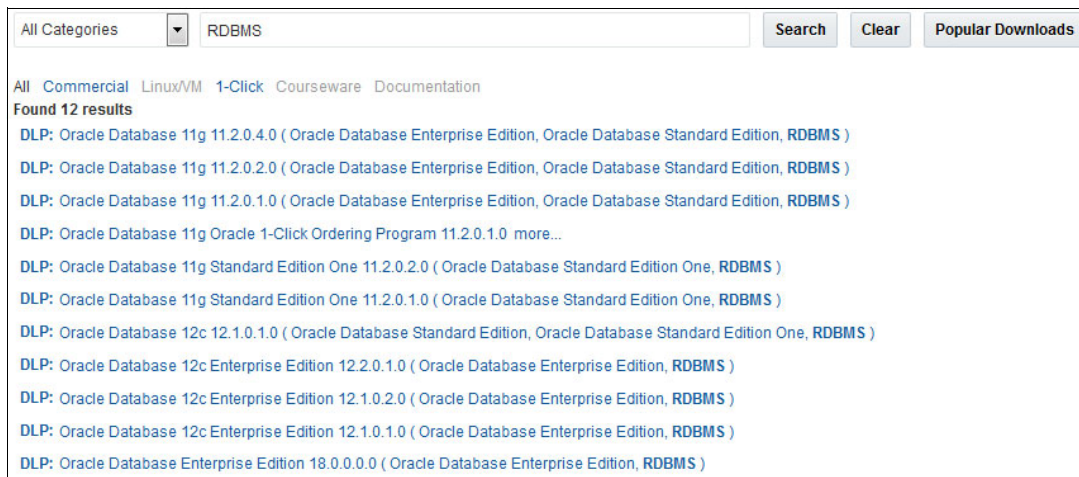 All Categories RDBMS Search Clear Popular Downloads
All Commercial Linux/VM 1-Click Courseware Documentation
Found 12 results
DLP: Oracle Database 11g 11.2.0.4.0 ( Oracle Database Enterprise Edition, Oracle Database Standard Edition, RDBMS )
DLP: Oracle Database 11g 11.2.0.2.0 ( Oracle Database Enterprise Edition, Oracle Database Standard Edition, RDBMS )
DLP: Oracle Database 11g 11.2.0.1.0 ( Oracle Database Enterprise Edition, Oracle Database Standard Edition, RDBMS )
DLP: Oracle Database 11g Oracle 1-Click Ordering Program 11.2.0.1.0 more...
DLP: Oracle Database 11g Standard Edition One 11.2.0.2.0 ( Oracle Database Standard Edition One, RDBMS )
DLP: Oracle Database 11g Standard Edition One 11.2.0.1.0 ( Oracle Database Standard Edition One, RDBMS )
DLP: Oracle Database 12c 12.1.0.1.0 ( Oracle Database Standard Edition, Oracle Database Standard Edition One, RDBMS )
DLP: Oracle Database 12c Enterprise Edition 12.2.0.1.0 ( Oracle Database Enterprise Edition, RDBMS )
DLP: Oracle Database 12c Enterprise Edition 12.1.0.2.0 ( Oracle Database Enterprise Edition, RDBMS )
DLP: Oracle Database 12c Enterprise Edition 12.1.0.1.0 ( Oracle Database Enterprise Edition, RDBMS )
DLP: Oracle Database Enterprise Edition 18.0.0.0.0 ( Oracle Database Enterprise Edition, RDBMS )